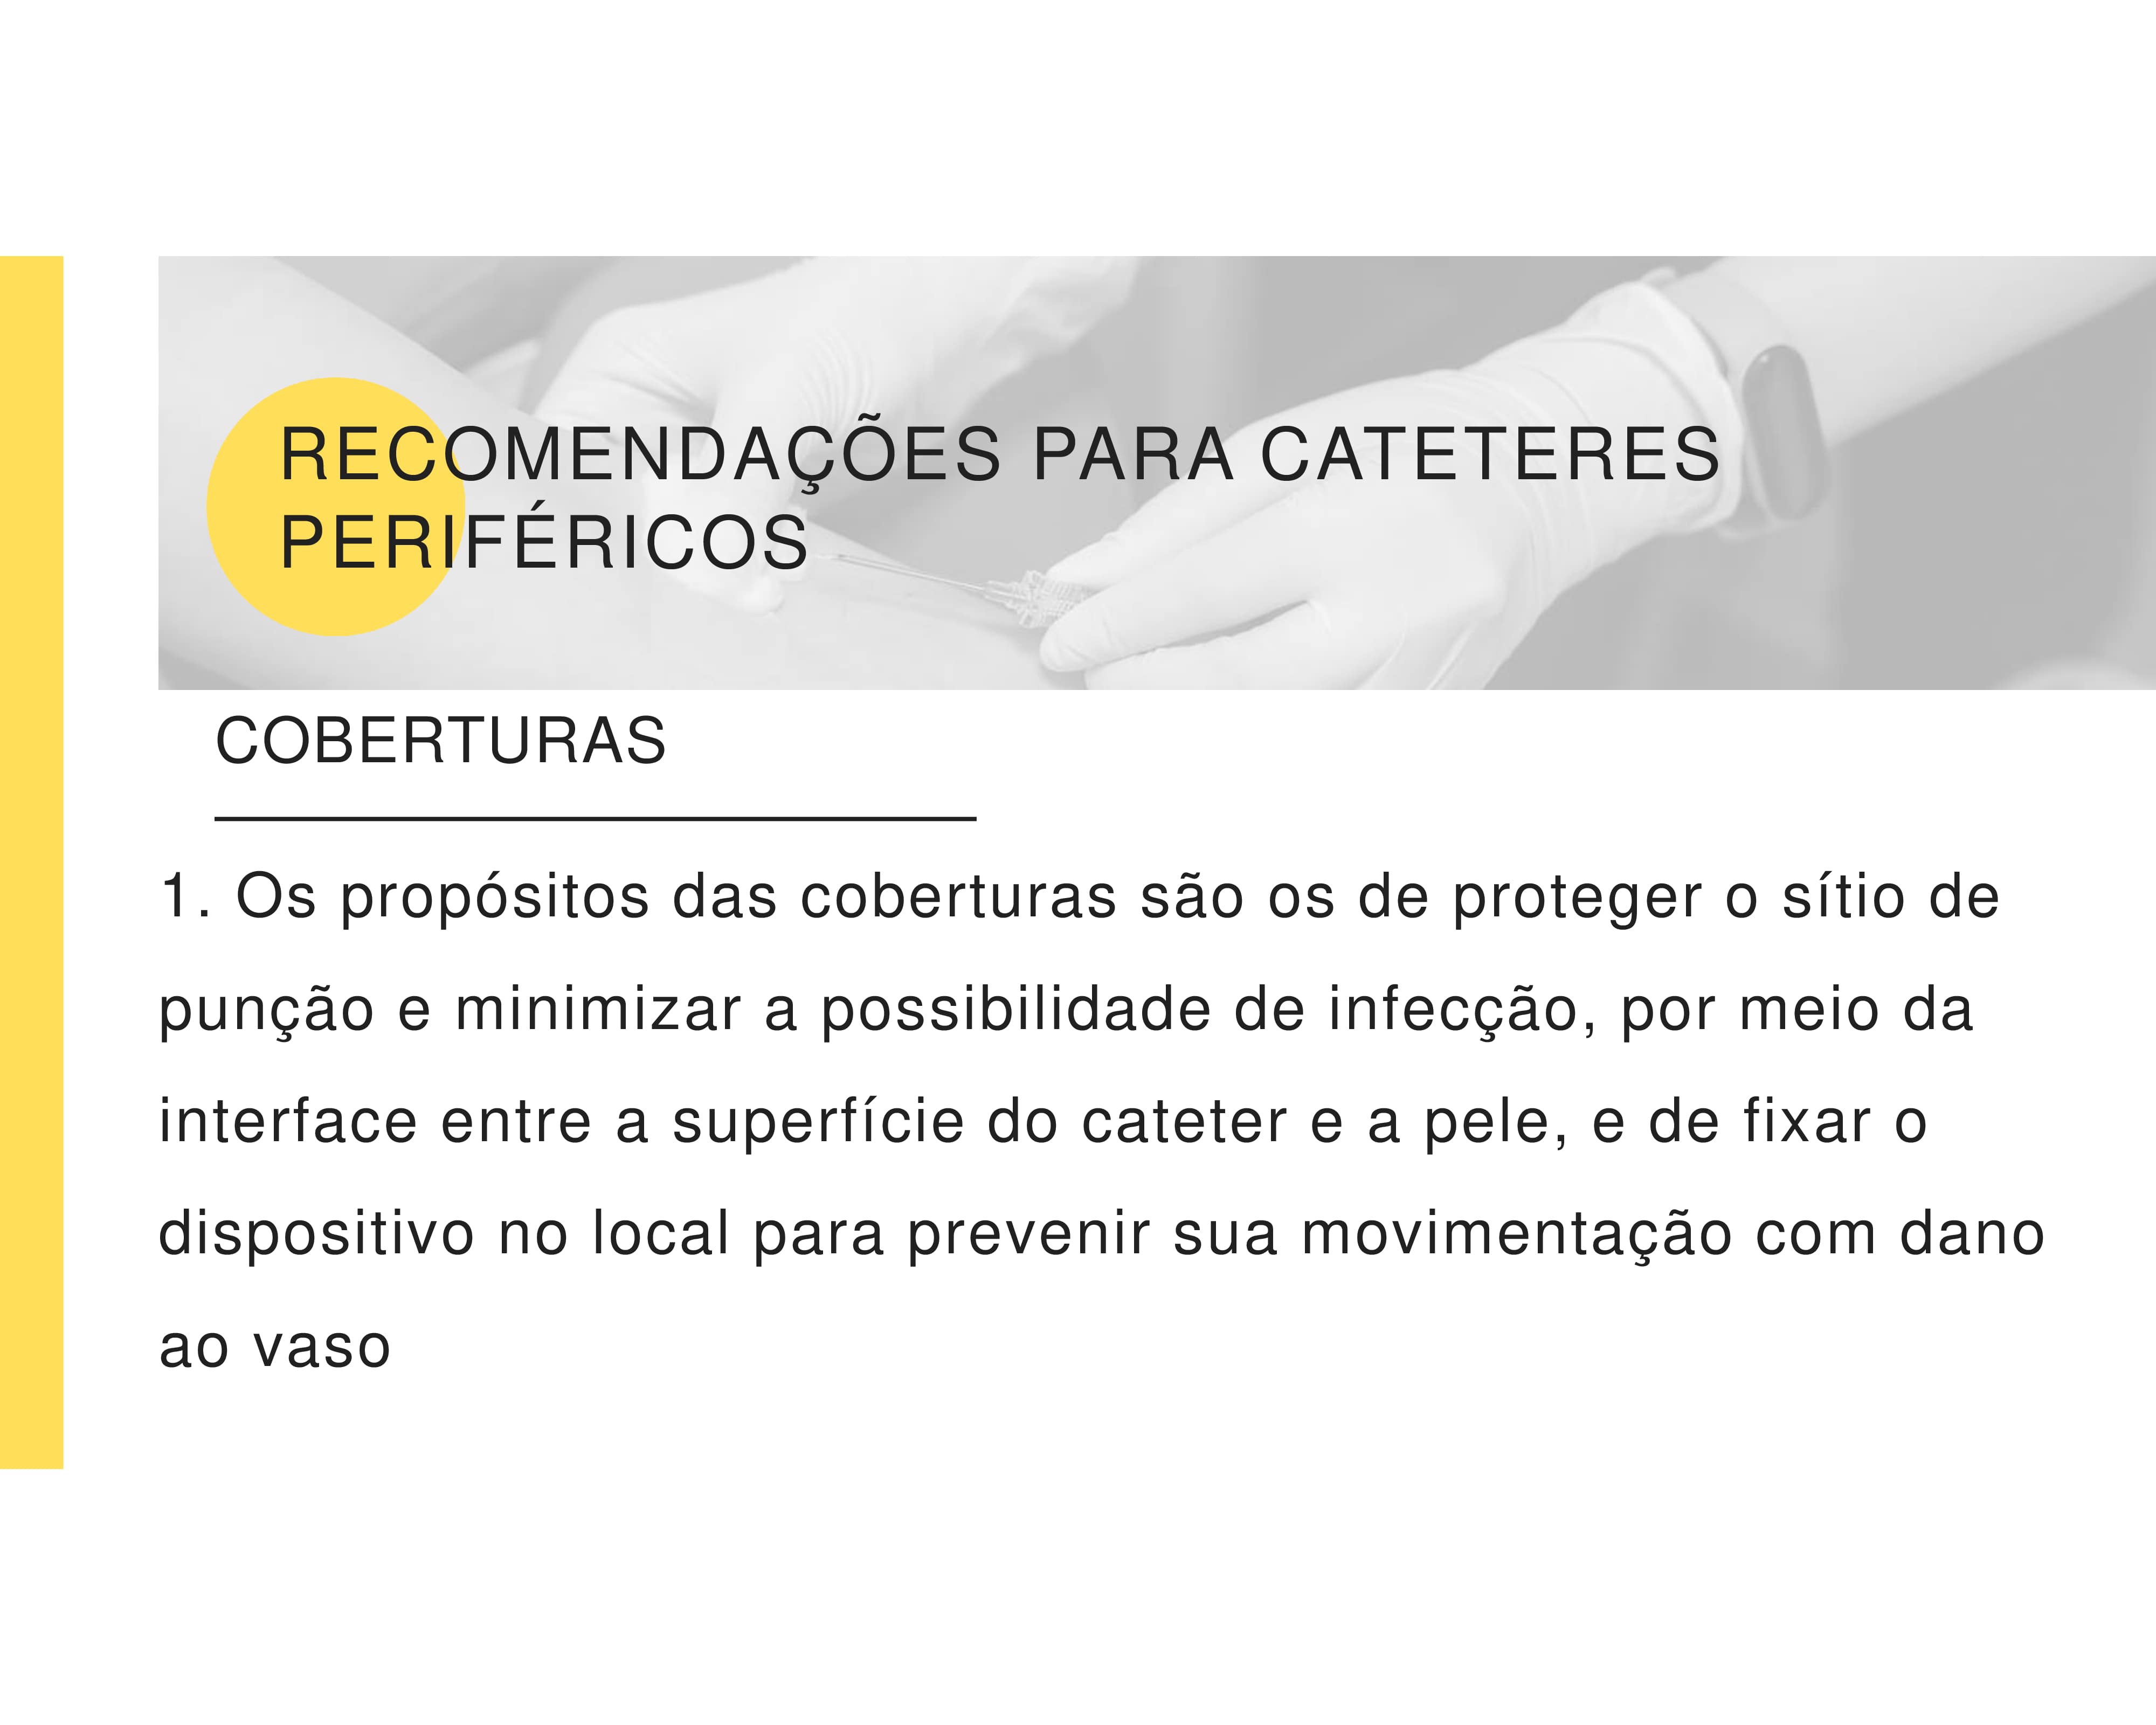 RECOMENDAÇÕES PARA CATETERES
PERIFÉRICOS
COBERTURAS
1. Os propósitos das coberturas são os de proteger o sítio de
punção e minimizar a possibilidade de infecção, por meio da
interface entre a superfície do cateter e a pele, e de fixar o
dispositivo no local para prevenir sua movimentação com dano
ao vaso